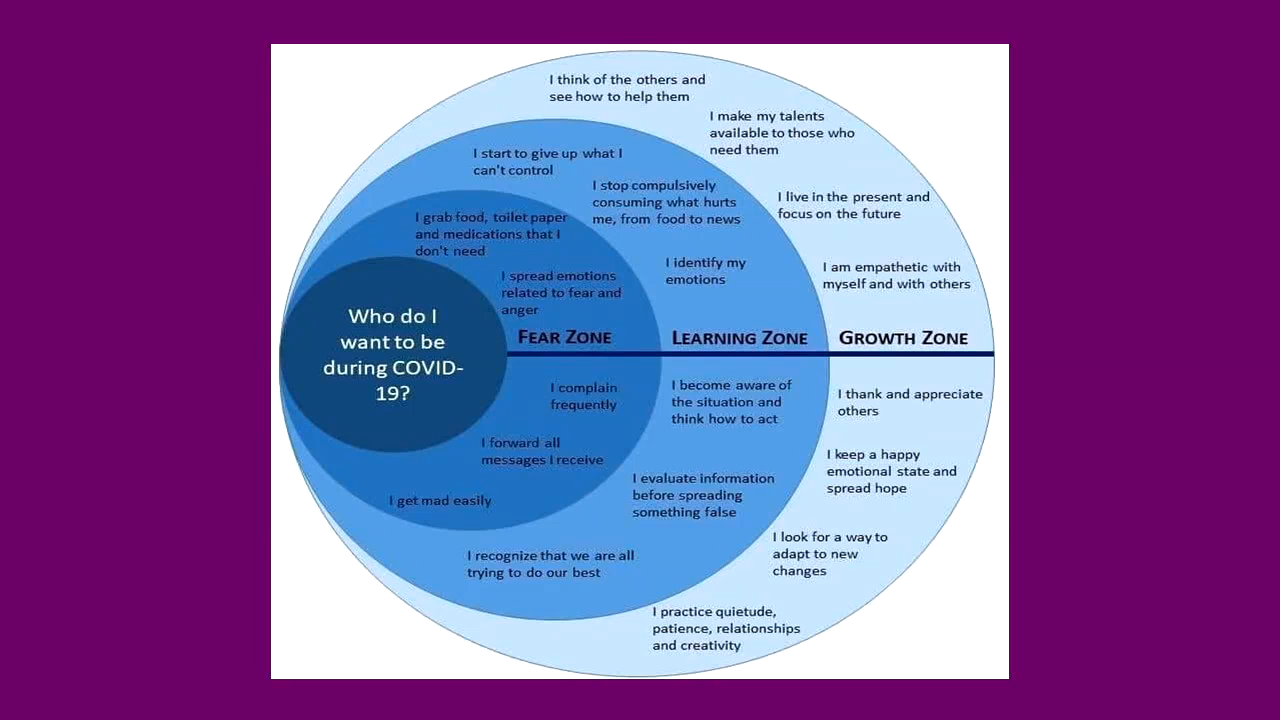 I think of the others and
see how to help them
I make my talents
available to those who
need them
I start to give up what I
can't control
I stop compulsively
consuming what hurts
me, from food to news
I live in the present and
focus on the future
I grab food, toilet paper
and medications that I
don't need
I identify my
emotions
I am empathetic with
myself and with others
I spread emotions
related to fear and
anger
Who do I
want to be
during COVID-
19?
FEAR ZONE
LEARNING ZONE
GROWTH ZONE
I complain
frequently
I become aware of
the situation and
think how to act
I thank and appreciate
others
I forward all
messages I receive
I keep a happy
emotional state and
spread hope
I get mad easily
I evaluate information
before spreading
something false
I look for a way to
adapt to new
changes
I recognize that we are all
trying to do our best
I practice quietude,
patience, relationships
and creativity